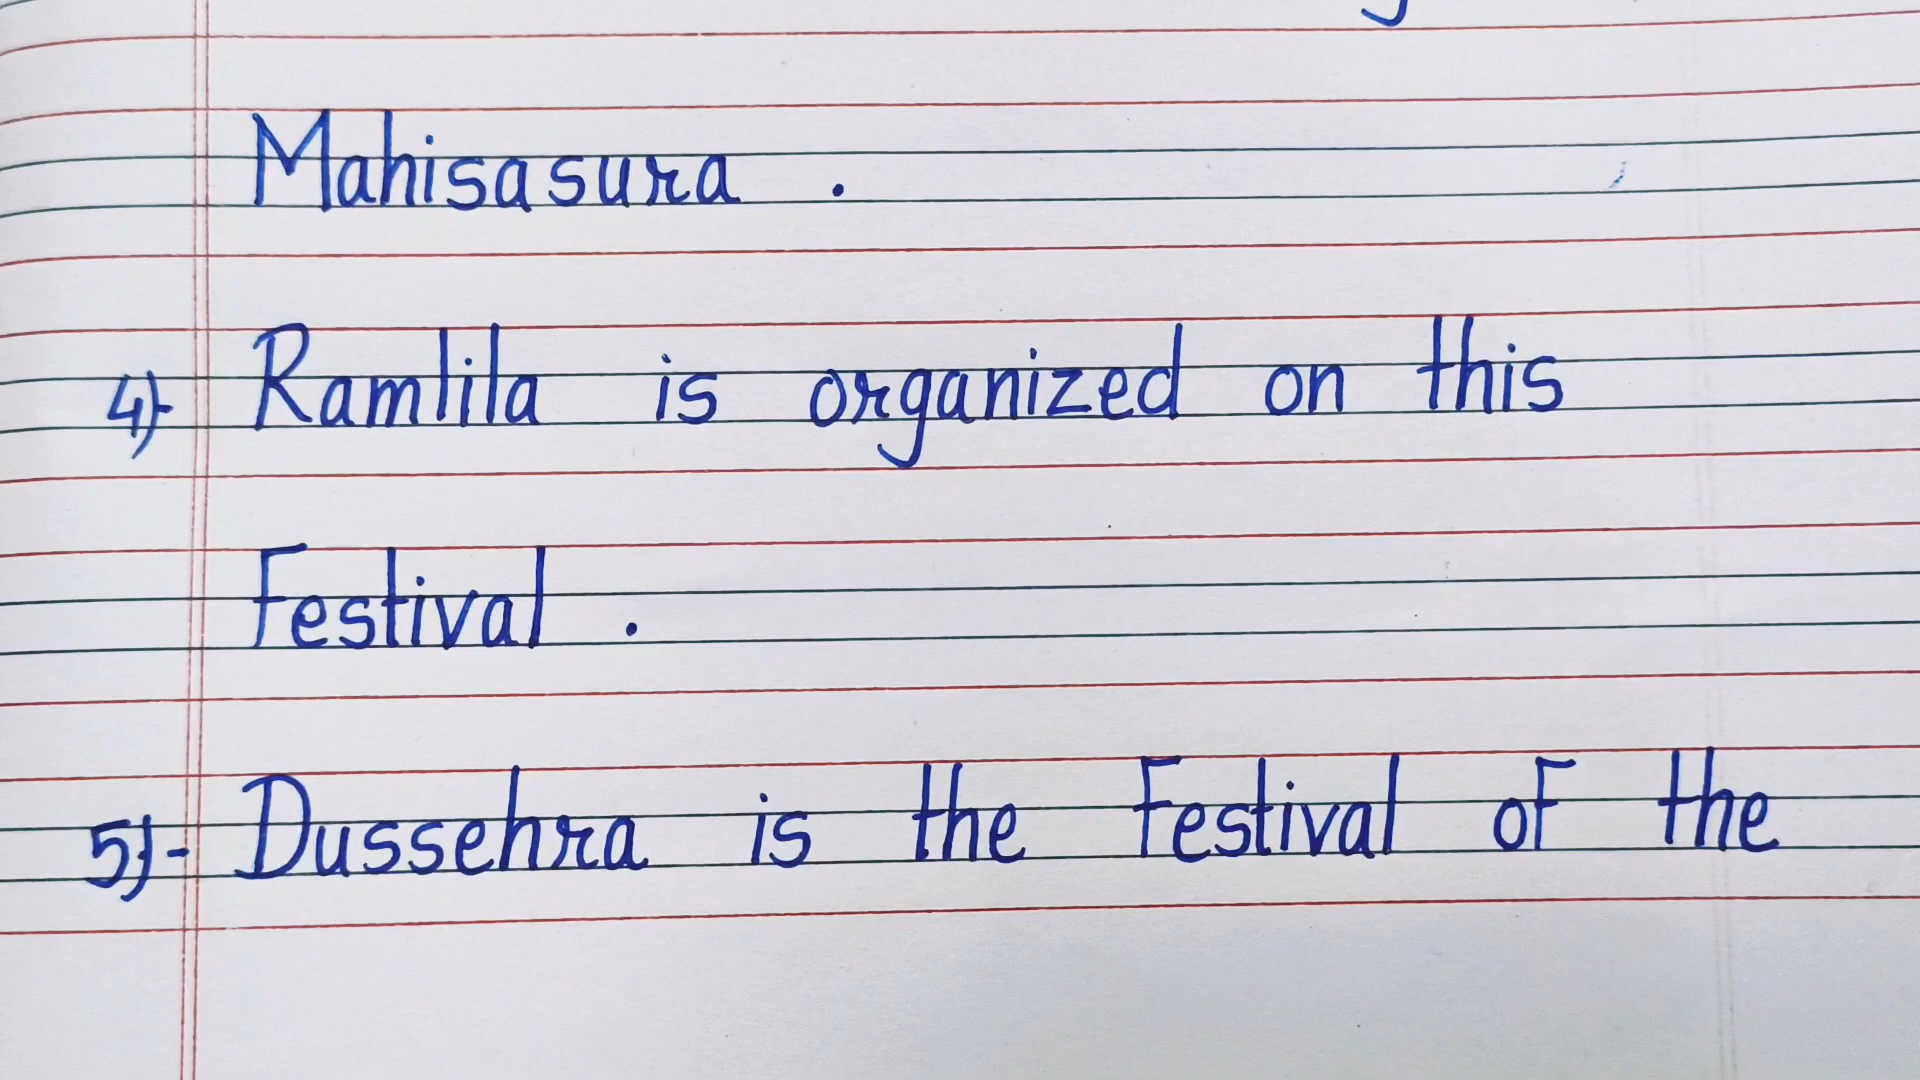 Mahisasura .
4)- Ramlila is organized on this
Festival .
5)- Dussehra is the Festival of the